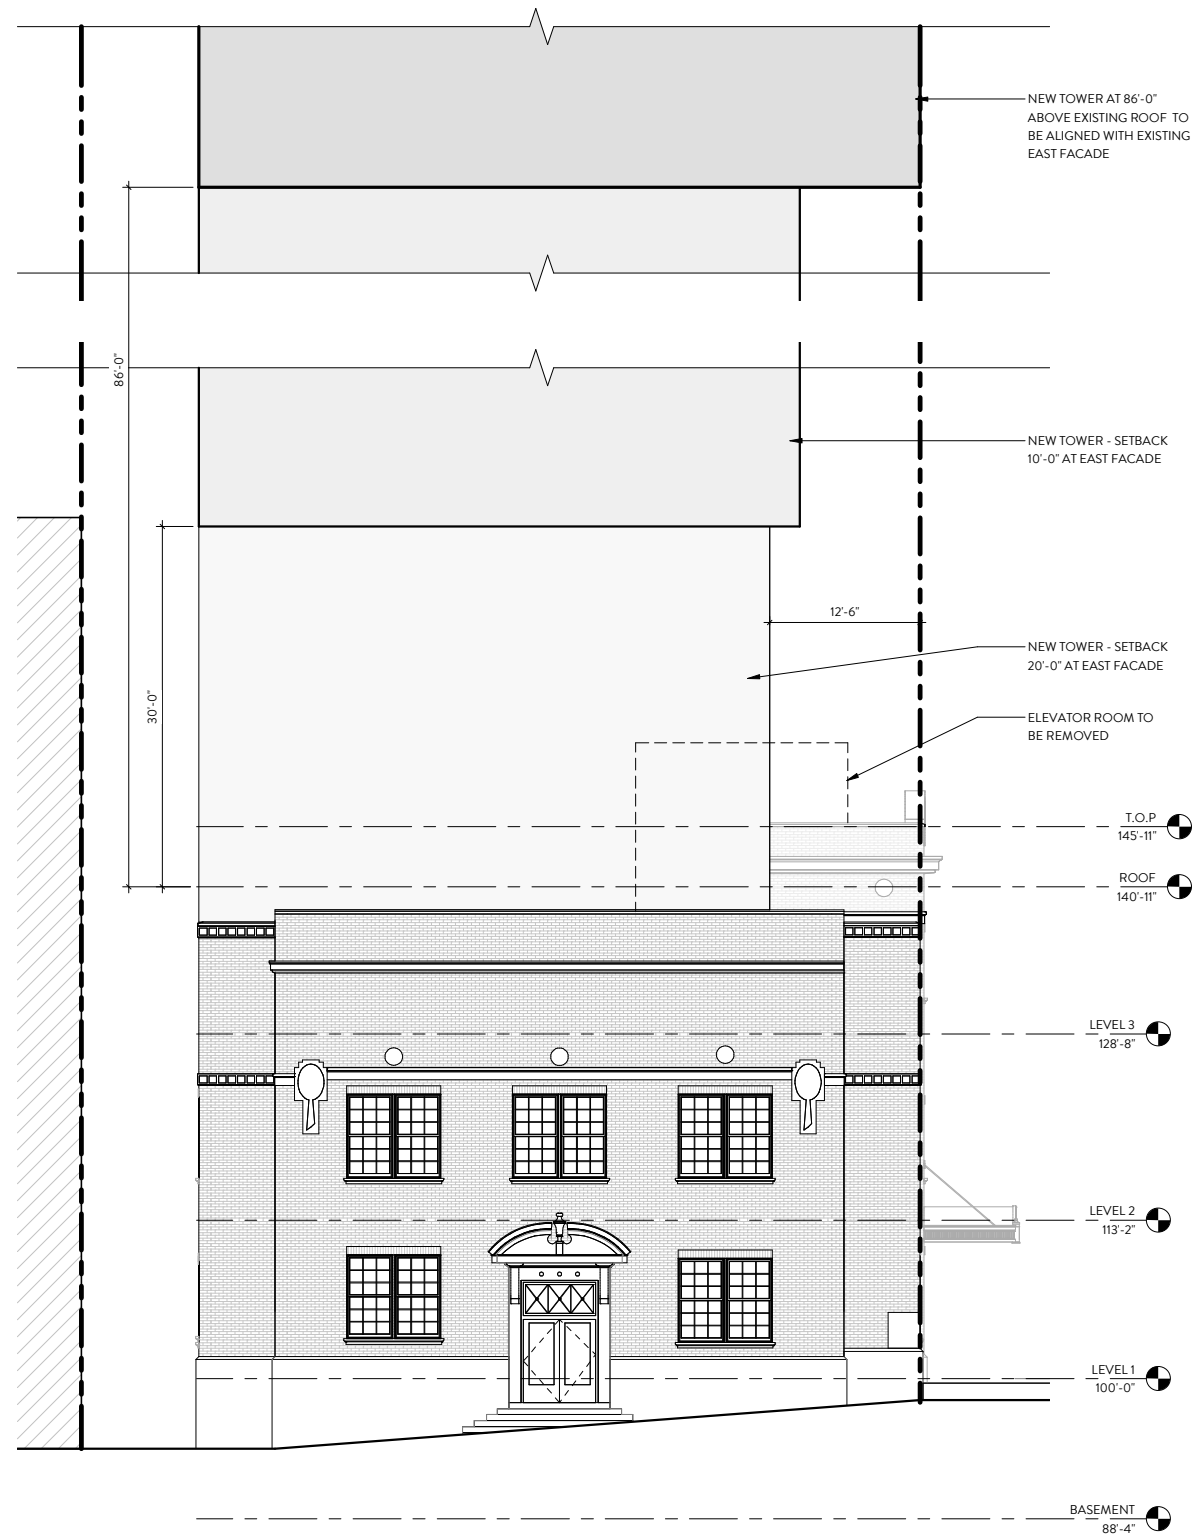 NEW TOWER AT 86'-0"
ABOVE EXISTING ROOF TO
BE ALIGNED WITH EXISTING
EAST FACADE
86'-0"
NEW TOWER - SETBACK
10'-0" AT EAST FACADE
12'-6"
NEW TOWER - SETBACK
20'-0" AT EAST FACADE
30'-0"
ELEVATOR ROOM TO
BE REMOVED
T.O.P
145'-11"
ROOF
140'-11"
LEVEL 3
128'-8"
LEVEL 2
113'-2"
LEVEL 1
100'-0"
BASEMENT
88'-4"